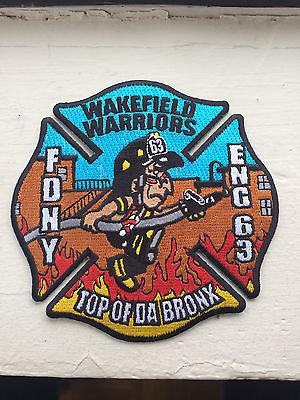 WAKEFIELD
WARRIORS
63
FDNY
ENG 63
TOP OF DA BRONX